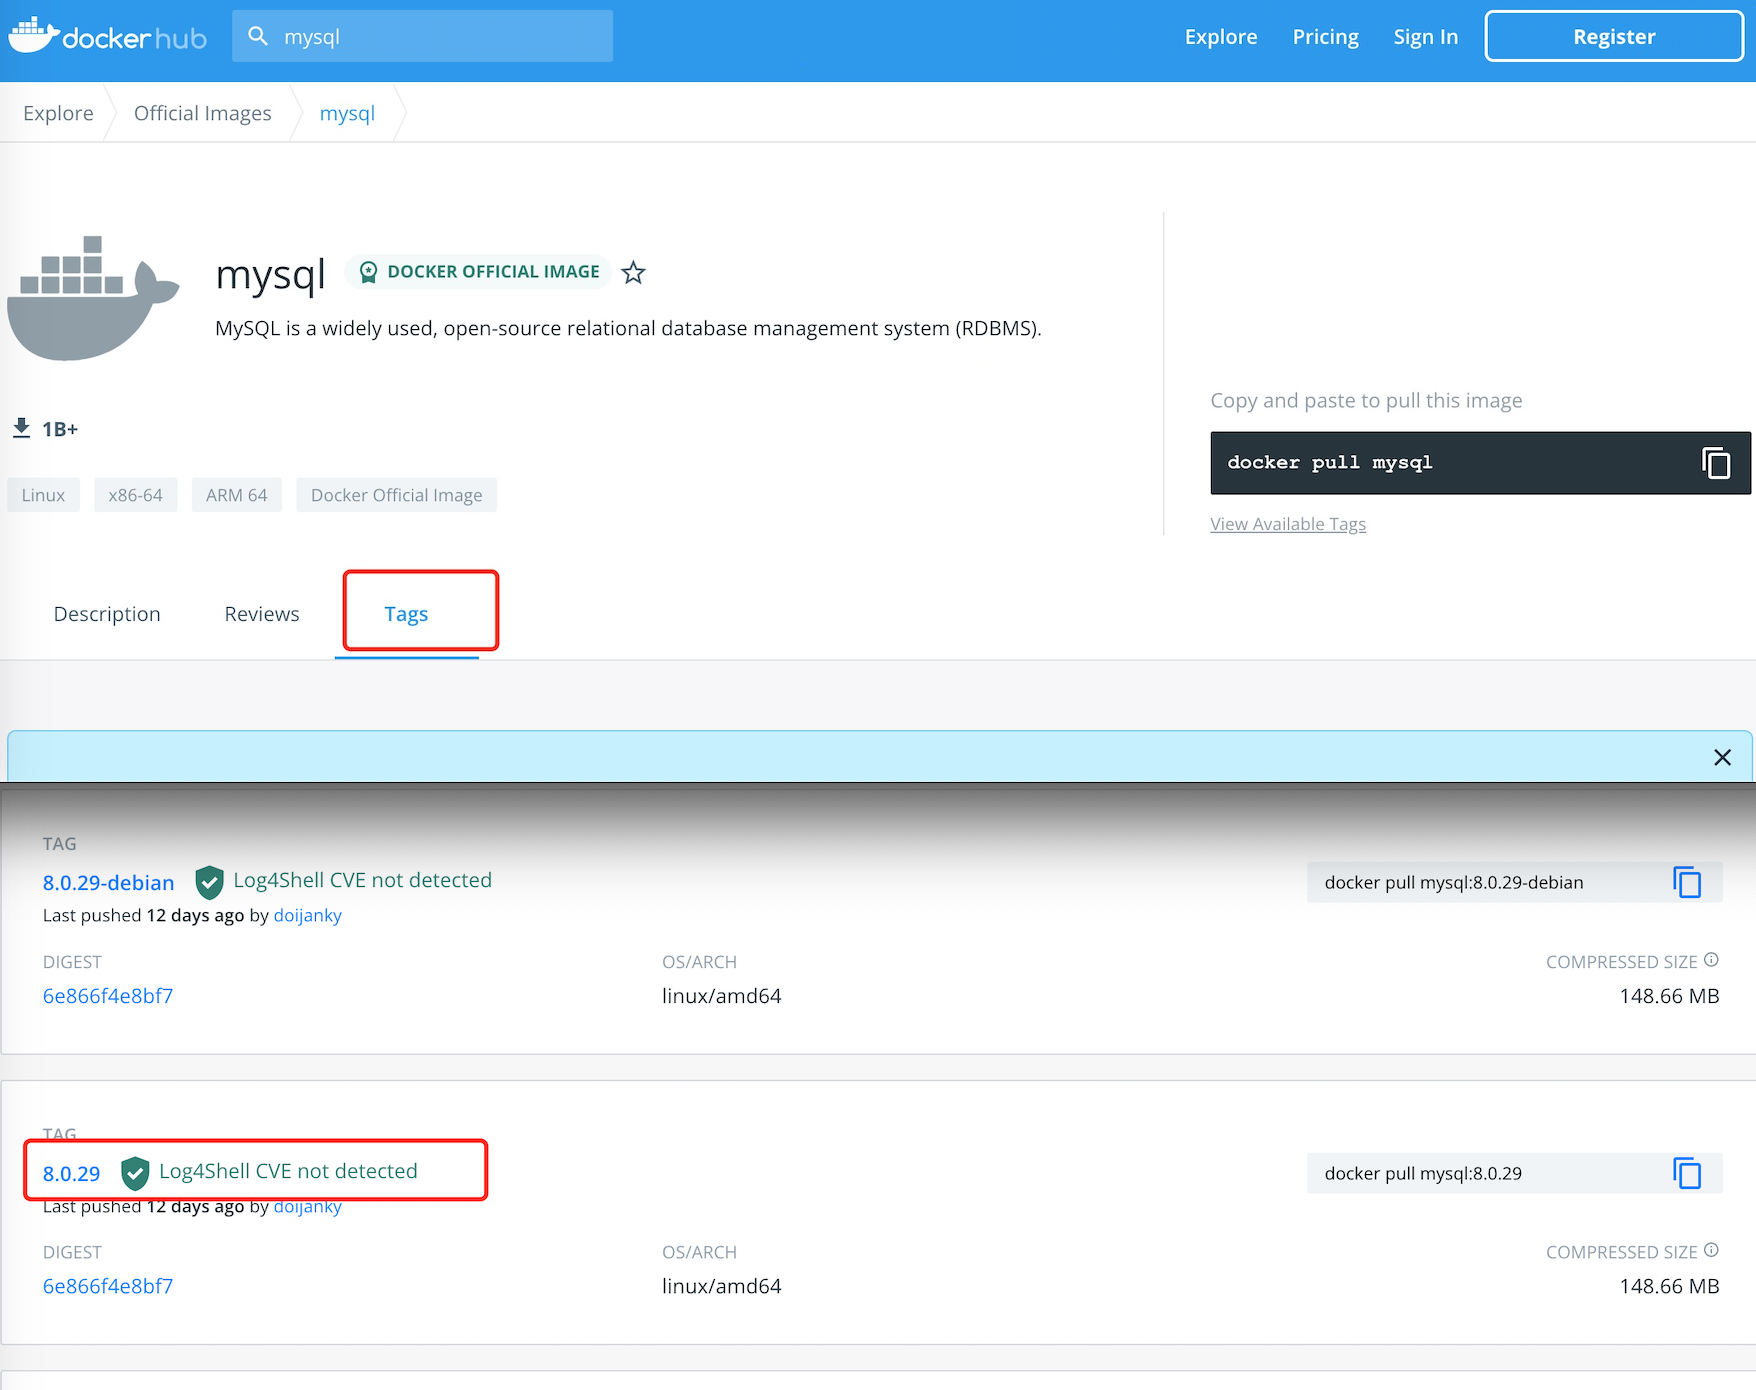 docker hub
mysql
Explore
Pricing
Sign In
Register
Explore
Official Images
mysql
mysql
DOCKER OFFICIAL IMAGE
MySQL is a widely used, open-source relational database management system (RDBMS).
1B+
Linux
x86-64
ARM 64
Docker Official Image
Copy and paste to pull this image
docker pull mysql
View Available Tags
Description
Reviews
Tags
TAG
8.0.29-debian
Log4Shell CVE not detected
docker pull mysql:8.0.29-debian
Last pushed 12 days ago by doijanky
DIGEST
OS/ARCH
COMPRESSED SIZE
6e866f4e8bf7
linux/amd64
148.66 MB
TAG
8.0.29
Log4Shell CVE not detected
docker pull mysql:8.0.29
Last pushed 12 days ago by doijanky
DIGEST
OS/ARCH
COMPRESSED SIZE
6e866f4e8bf7
linux/amd64
148.66 MB